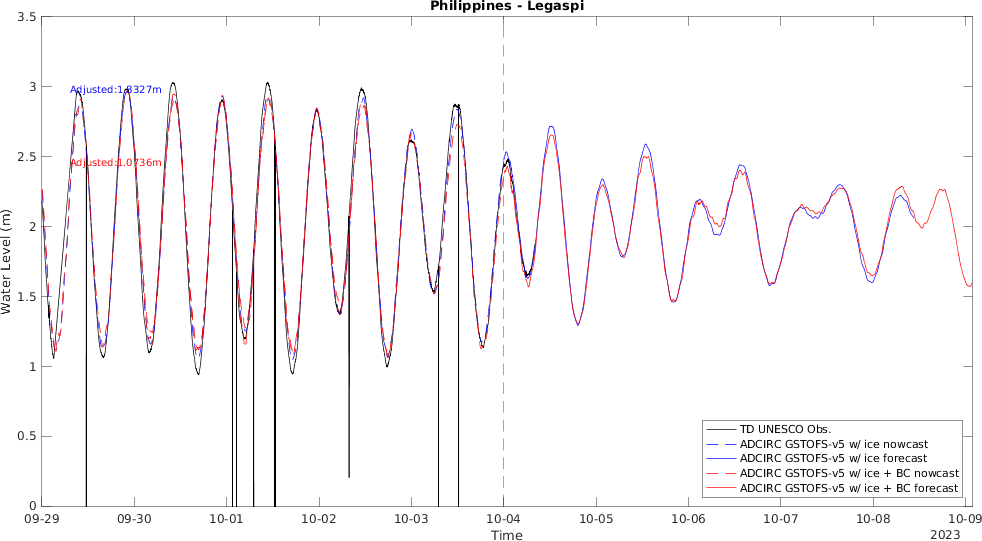 Philippines - Legaspi
3.5
3
2.5
2
1.5
1
0.5
0
Water Level (m)
Adjusted:1.0736m
09-29
09-30
10-01
10-02
10-03
10-04
10-05
10-06
10-07
10-08
10-09
Time
2023
TD UNESCO Obs.
ADCIRC GSTOFS-v5 w/ ice nowcast
ADCIRC GSTOFS-v5 w/ ice forecast
ADCIRC GSTOFS-v5 w/ ice + BC nowcast
ADCIRC GSTOFS-v5 w/ ice + BC forecast